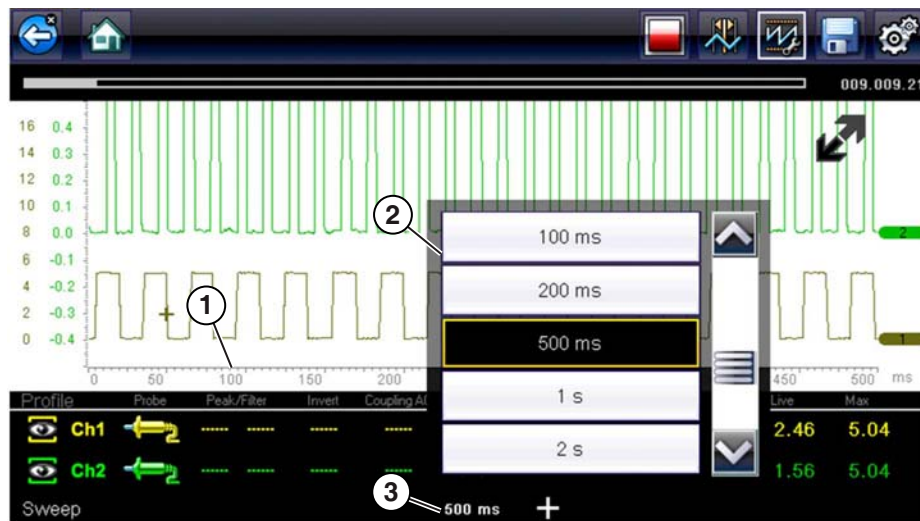 009.009.21
16 0.4
14 0.3
12 0.2
10 0.1
8 0.0
6 -0.1
4 -0.2
2 -0.3
0 -0.4
2
1
1
2
100 ms
200 ms
500 ms
1 s
2 s
0 50 100 150 200 450 500 ms
Profile Probe Peak/Filter Invert Coupling AC Live Max
Ch1 2.46 5.04
Ch2 1.56 5.04
3
Sweep 500 ms +